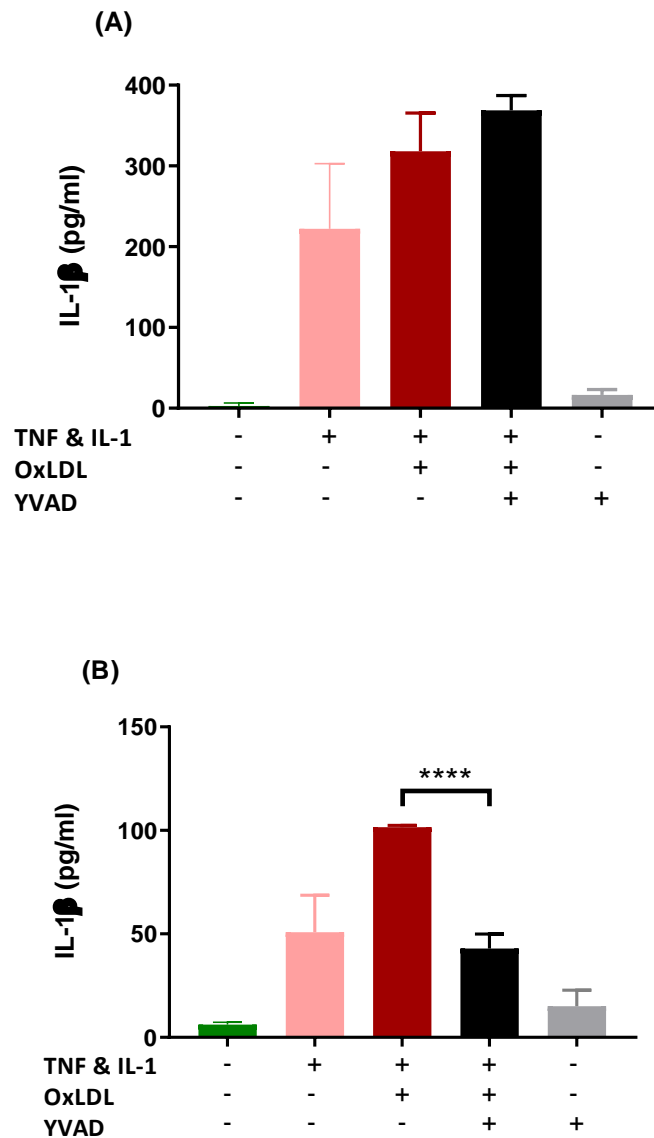 (A)
400
300
200
100
0
IL-1β (pg/ml)
TNF & IL-1 - + + + -
OxLDL - - + + -
YVAD - - - + +
(B)
150
100
50
0
IL-1β (pg/ml)
****
TNF & IL-1 - + + + -
OxLDL - - + + -
YVAD - - - + +